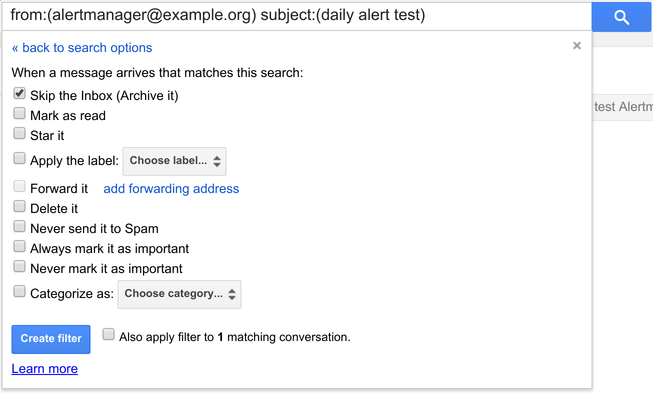 from:(alertmanager@example.org) subject:(daily alert test)
« back to search options
×
When a message arrives that matches this search:
Skip the Inbox (Archive it)
test Alertm
Mark as read
Star it
Apply the label: Choose label...
Forward it add forwarding address
Delete it
Never send it to Spam
Always mark it as important
Never mark it as important
Categorize as: Choose category...
Create filter Also apply filter to 1 matching conversation.
Learn more